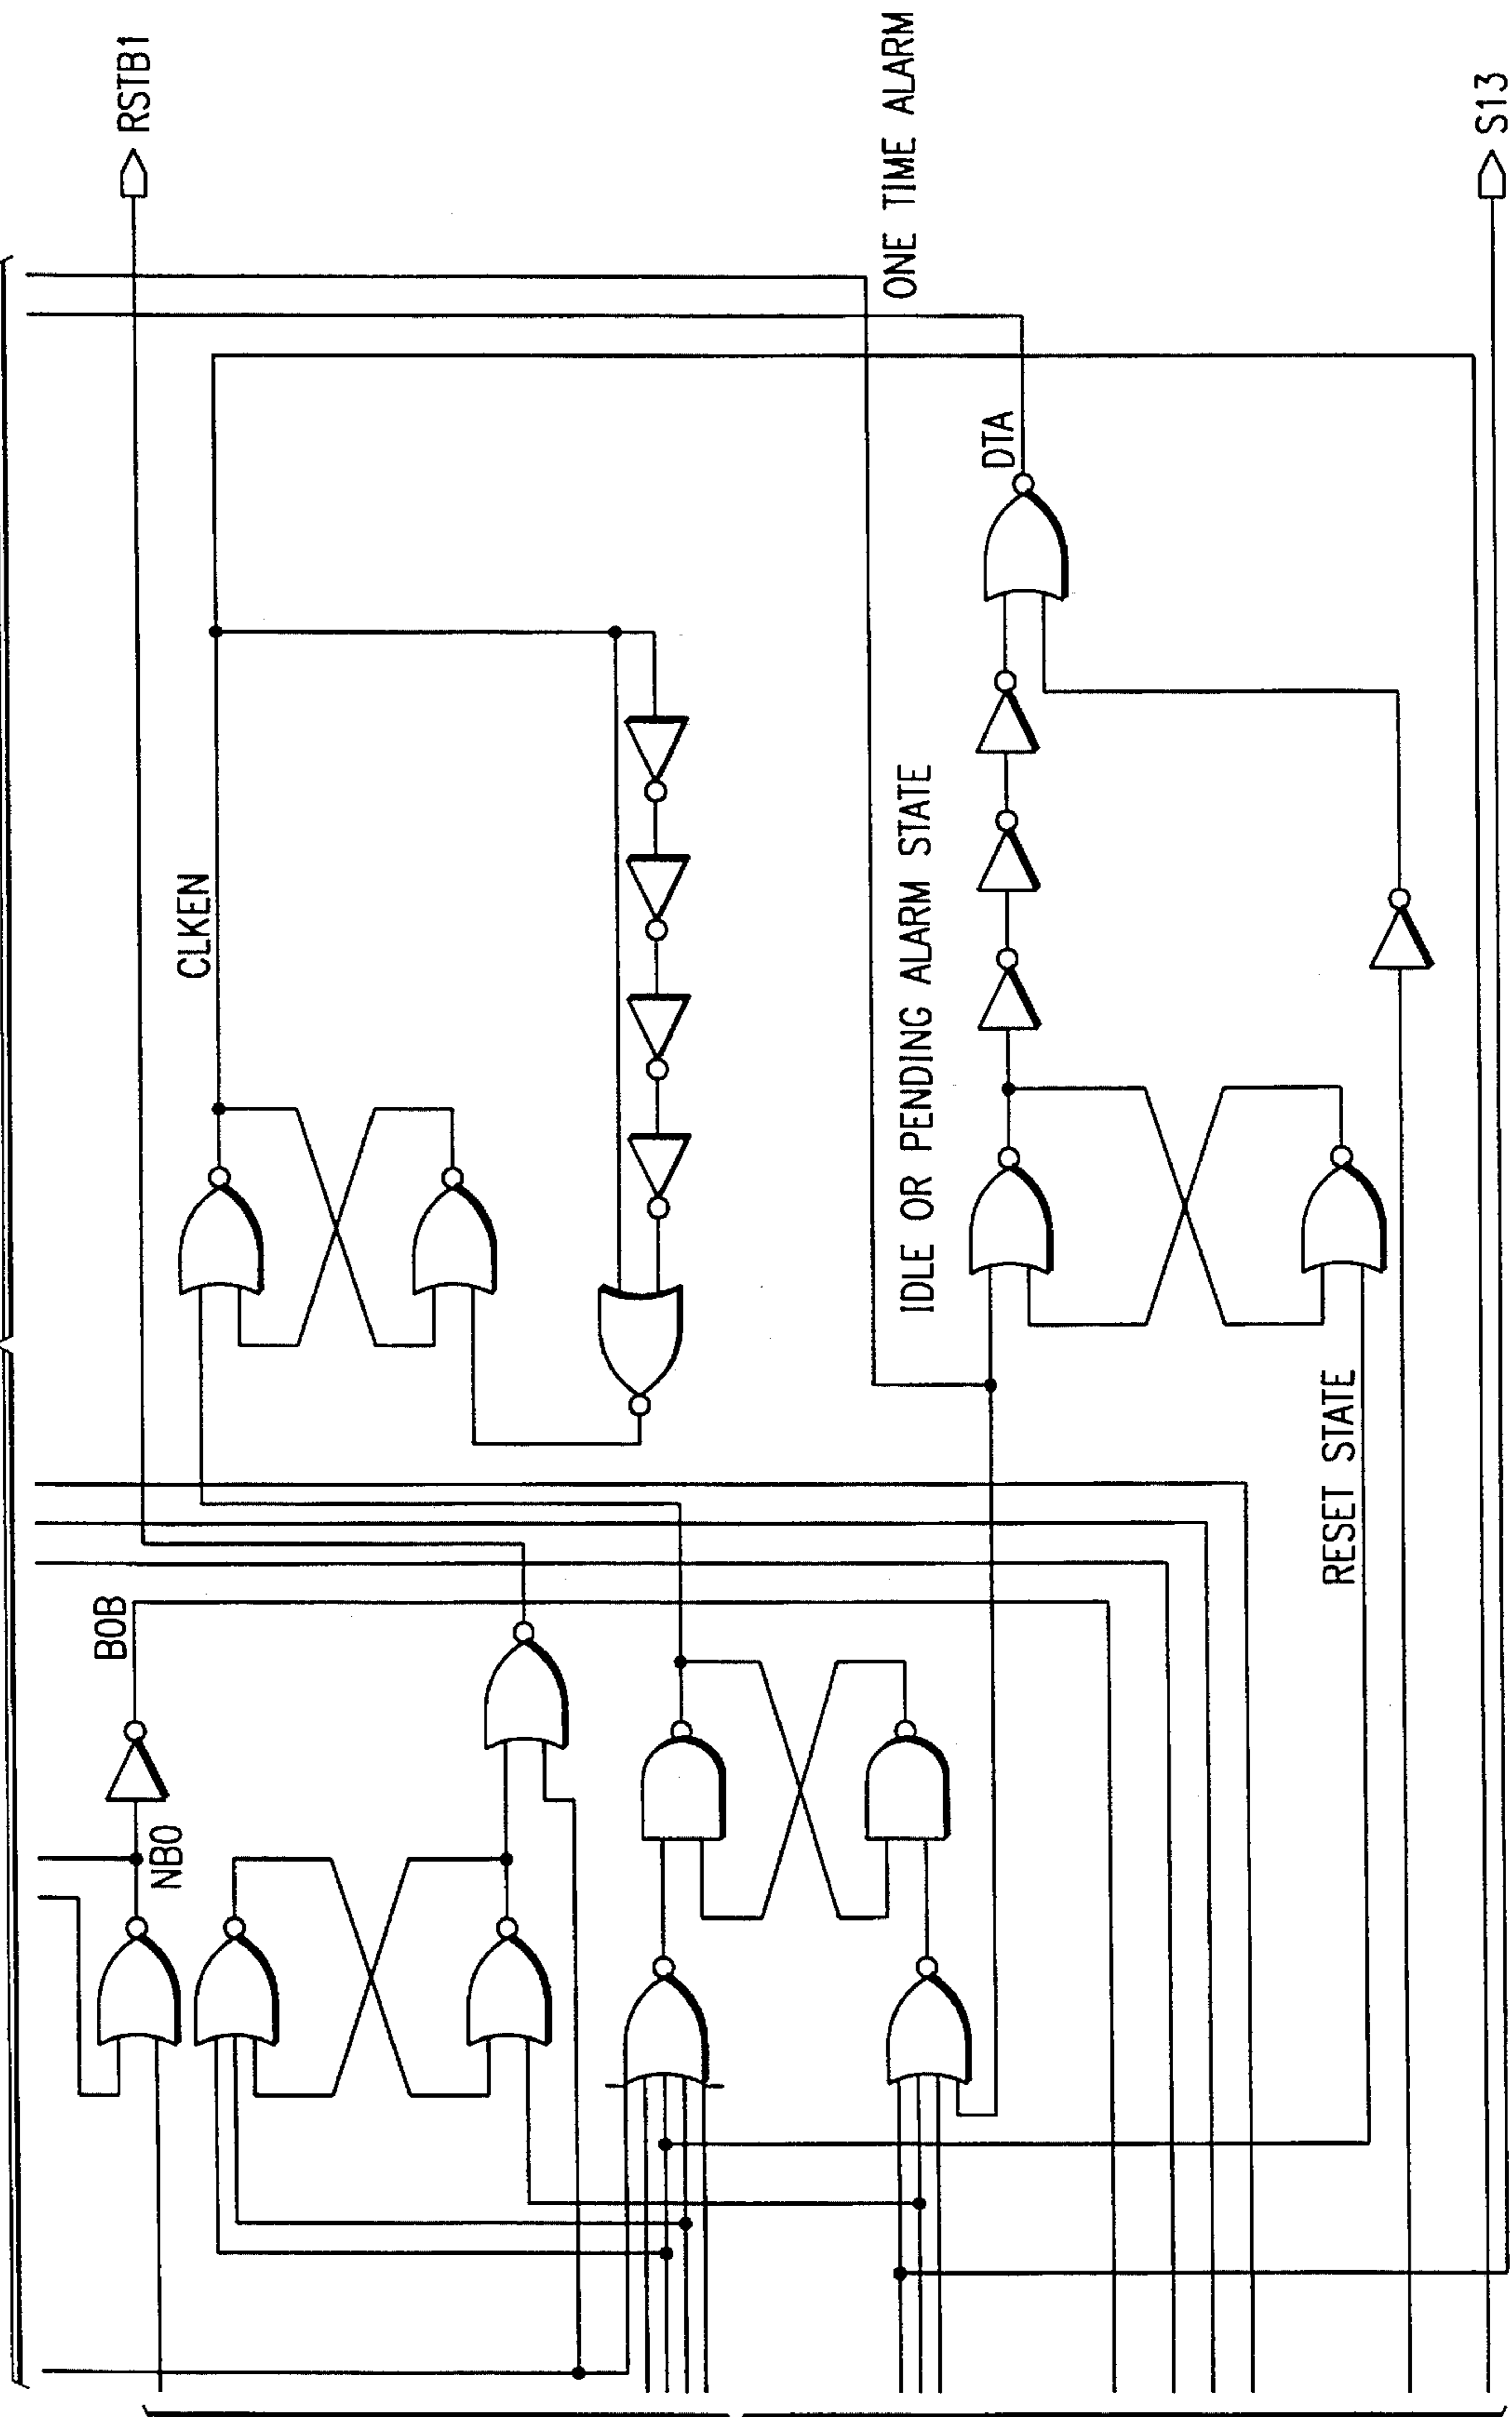 RSTB1
ONE TIME ALARM
CLKEN
DTA
IDLE OR PENDING ALARM STATE
BOB
NBO
RESET STATE
S13